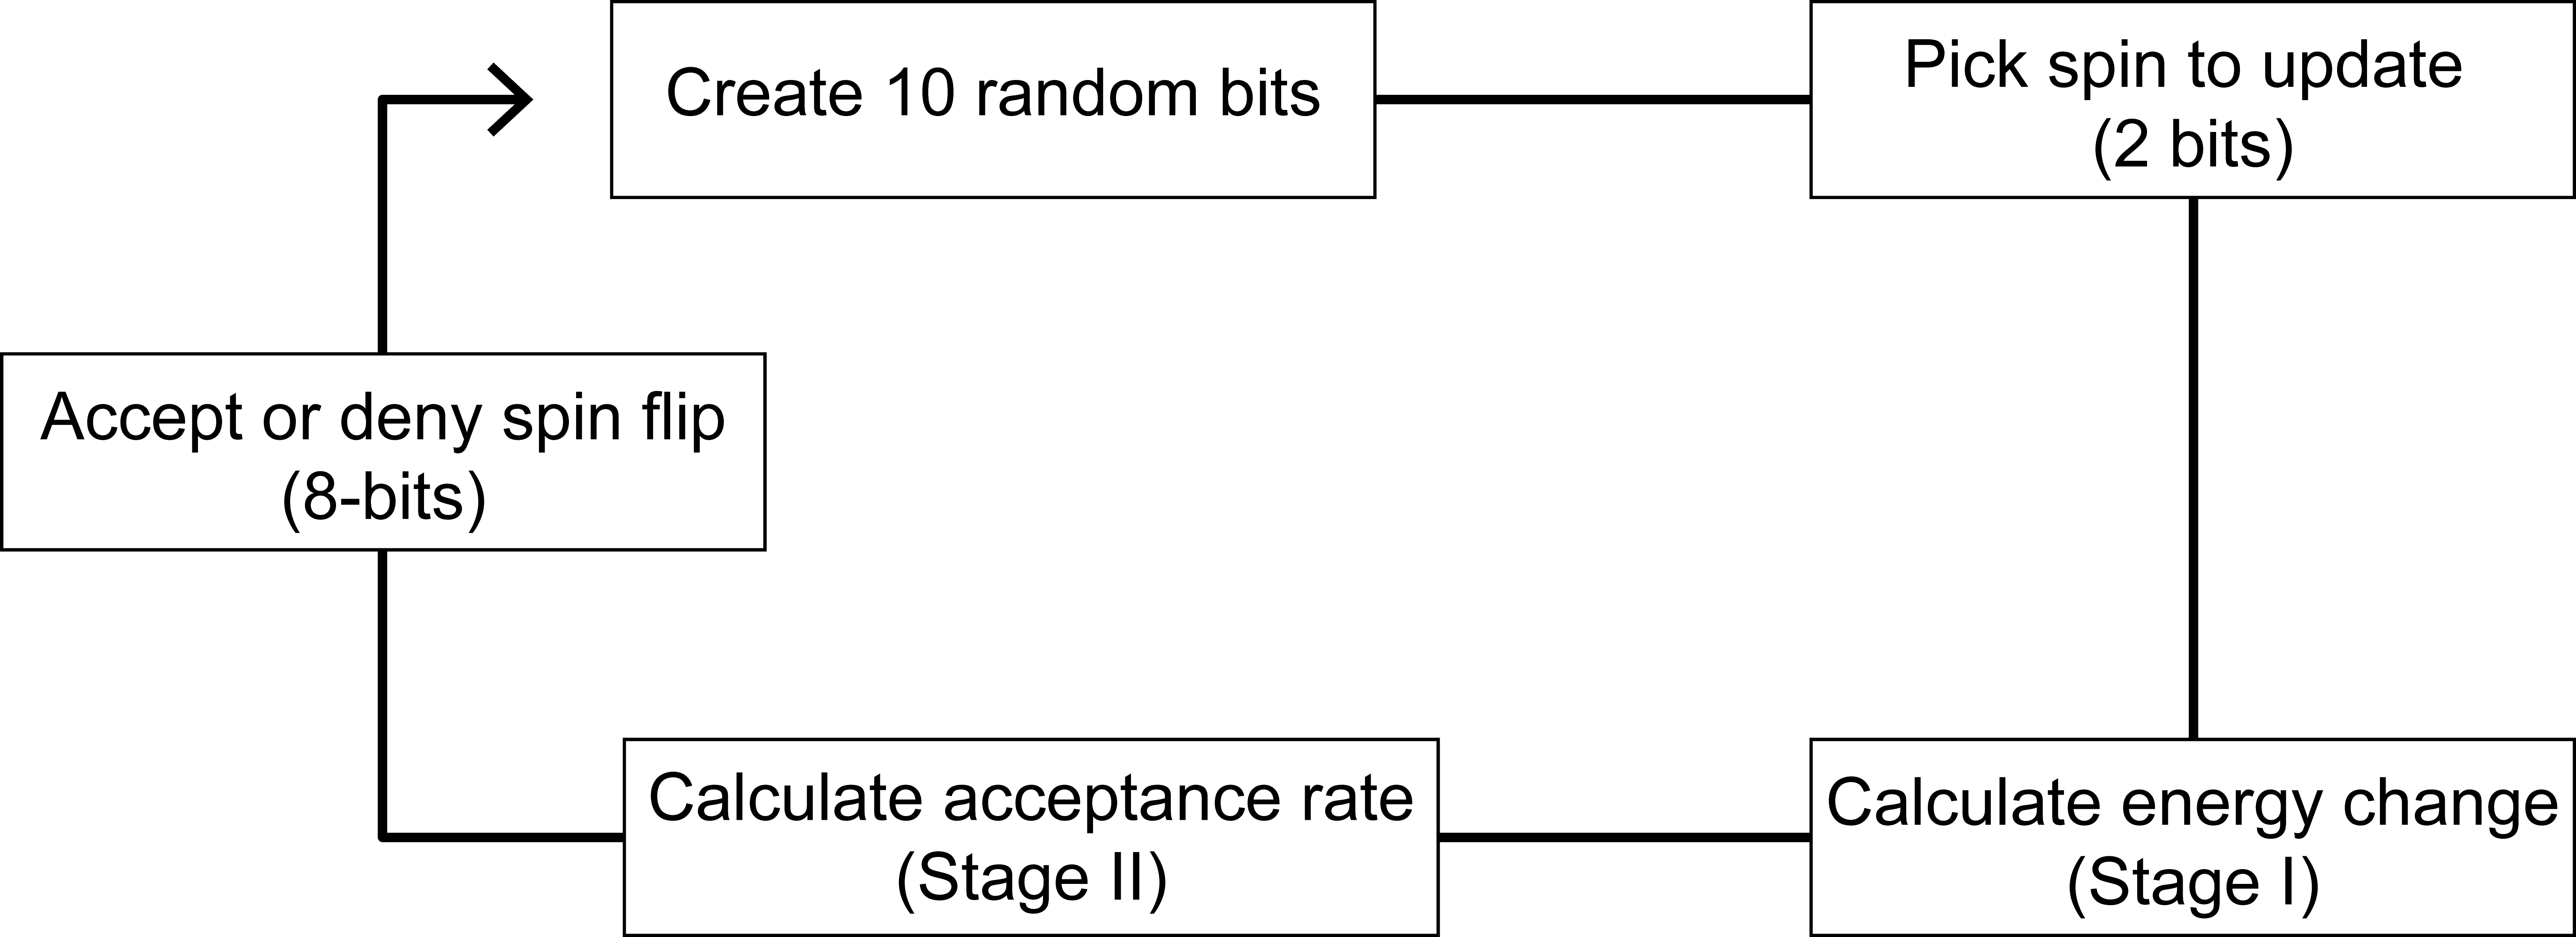 Create 10 random bits
Pick spin to update
(2 bits)
Accept or deny spin flip
(8-bits)
Calculate acceptance rate
(Stage II)
Calculate energy change
(Stage I)